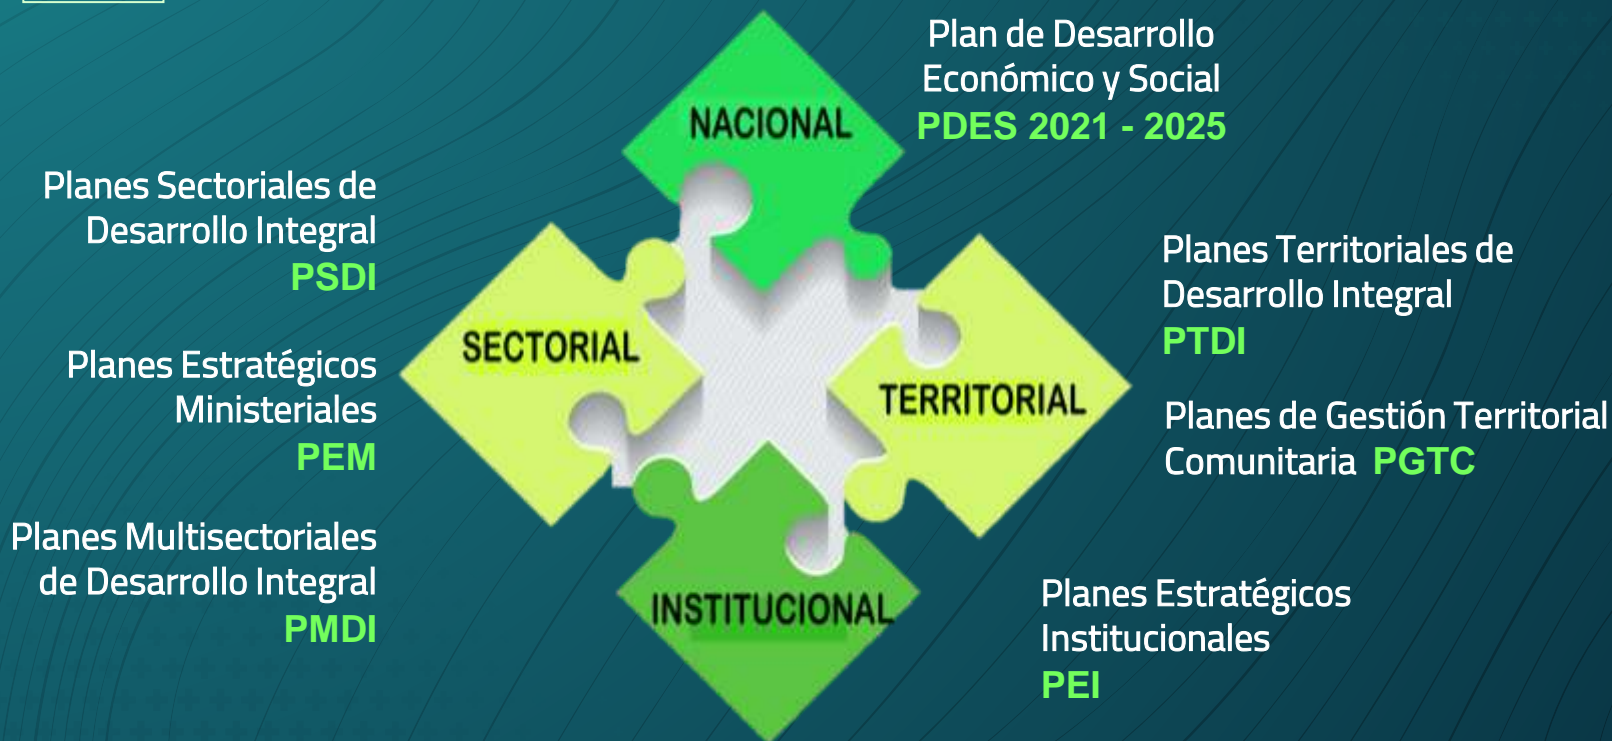 NACIONAL
Plan de Desarrollo
Económico y Social
PDES 2021 - 2025
Planes Sectoriales de
Desarrollo Integral
PSDI
Planes Estratégicos
Ministeriales
PEM
Planes Multisectoriales
de Desarrollo Integral
PMDI
SECTORIAL
TERRITORIAL
Planes Territoriales de
Desarrollo Integral
PTDI
Planes de Gestión Territorial
Comunitaria PGTC
INSTITUCIONAL
Planes Estratégicos
Institucionales
PEI